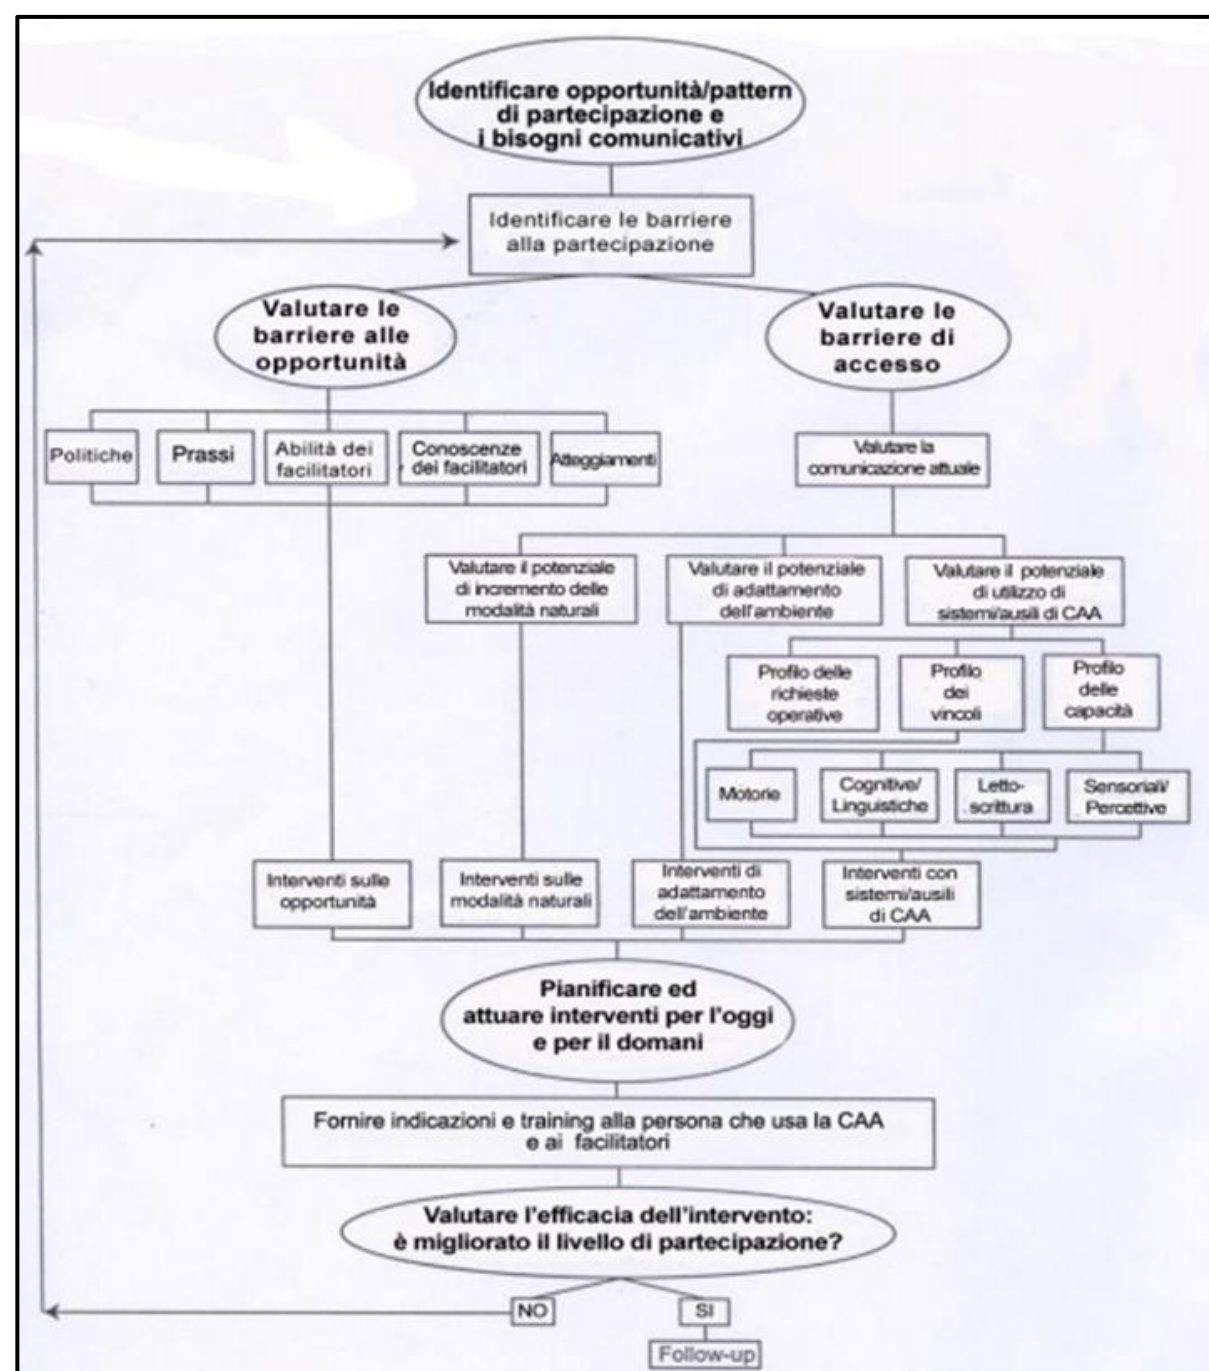 Identificare opportunità/pattern
di partecipazione e
i bisogni comunicativi
Identificare le barriere
alla partecipazione
Valutare le
barriere alle
opportunità
Valutare le
barriere di
accesso
Politiche
Prassi
Abilità dei
facilitatori
Conoscenze
dei facilitatori
Atteggiamenti
Valutare la
comunicazione attuale
Valutare il potenziale
di incremento delle
modalità naturali
Valutare il potenziale
di adattamento
dell'ambiente
Valutare il potenziale
di utilizzo di
sistemi/ausili di CAA
Profilo delle
richieste
operative
Profilo
dei
vincoli
Profilo
delle
capacità
Motorie
Cognitive/
Linguistiche
Letto-
scrittura
Sensoriali/
Percettive
Interventi sulle
opportunità
Interventi sulle
modalità naturali
Interventi di
adattamento
dell'ambiente
Interventi con
sistemi/ausili
di CAA
Pianificare ed
attuare interventi per l'oggi
e per il domani
Fornire indicazioni e training alla persona che usa la CAA
e ai facilitatori
Valutare l'efficacia dell'intervento:
è migliorato il livello di partecipazione?
NO
SI
Follow-up